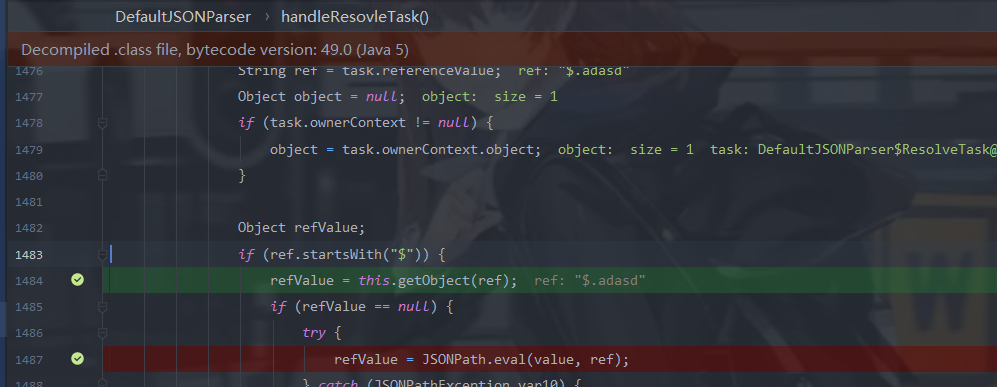 DefaultJSONParser › handleResovleTask()
Decompiled .class file, bytecode version: 49.0 (Java 5)
1476 String ref = task.referenceValue; ref: "$.adasd"
1477 Object object = null; object: size = 1
1478 if (task.ownerContext != null) {
1479 object = task.ownerContext.object; object: size = 1 task: DefaultJSONParser$ResolveTask@
1480 }
1481
1482 Object refValue;
1483 if (ref.startsWith("$")) {
1484 refValue = this.getObject(ref); ref: "$.adasd"
1485 if (refValue == null) {
1486 try {
1487 refValue = JSONPath.eval(value, ref);
1488 } catch (JSONPathException var10) {
W